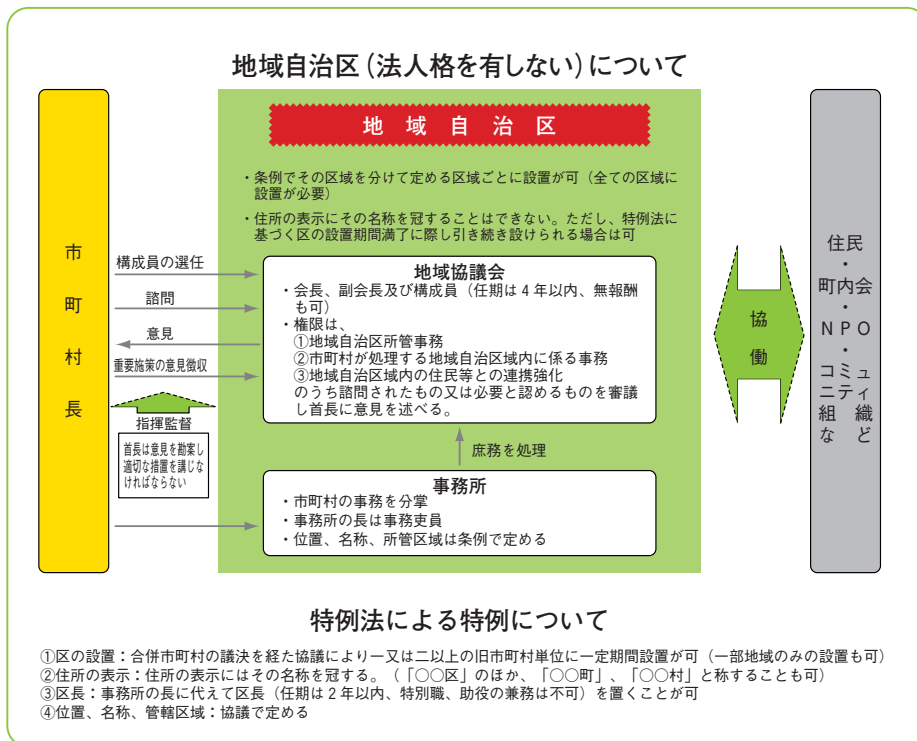 地域自治区（法人格を有しない）について
地域自治区
・条例でその区域を分けて定める区域ごとに設置が可（全ての区域に
設置が必要）
・住所の表示にその名称を冠することはできない。ただし、特例法に
基づく区の設置期間満了に際し引き続き設けられる場合は可
市町村長
構成員の選任
諮問
意見
重要施策の意見徴収
指揮監督
首長は意見を勘案し
適切な措置を講じな
ければならない
地域協議会
・会長、副会長及び構成員（任期は４年以内、無報酬
も可）
・権限は、
①地域自治区所管事務
②市町村が処理する地域自治区域内に係る事務
③地域自治区域内の住民等との連携強化
のうち諮問されたもの又は必要と認めるものを審議
し首長に意見を述べる。
庶務を処理
事務所
・市町村の事務を分掌
・事務所の長は事務吏員
・位置、名称、所管区域は条例で定める
協働
住民
・
町内会
・
ＮＰＯ
・
コミュ
ニティ
組織
など
特例法による特例について
①区の設置：合併市町村の議決を経た協議により一又は二以上の旧市町村単位に一定期間設置が可（一部地域のみの設置も可）
②住所の表示：住所の表示にはその名称を冠する。（「○○区」のほか、「○○町」、「○○村」と称することも可）
③区長：事務所の長に代えて区長（任期は２年以内、特別職、助役の兼務は不可）を置くことが可
④位置、名称、管轄区域：協議で定める